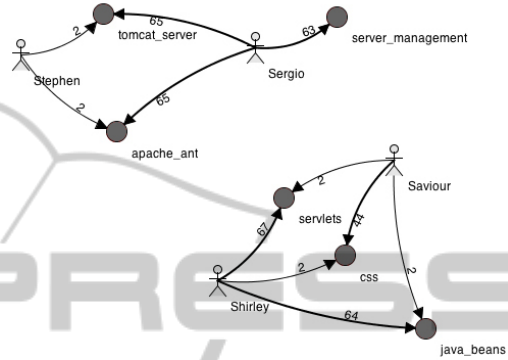 65
2
tomcat_server
63
server_management
Stephen
Sergio
2
65
apache_ant
2
Saviour
servlets
67
44
2
css
2
Shirley
64
java_beans
PRESS